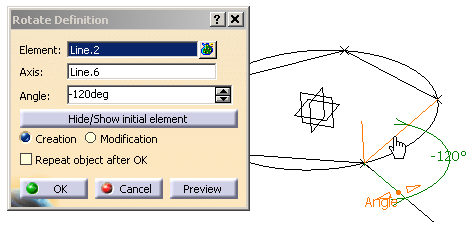 Rotate Definition
Element: Line.2
Axis: Line.6
Angle: -120deg
Hide/Show initial element
Creation Modification
Repeat object after OK
OK Cancel Preview
-120°
Angle